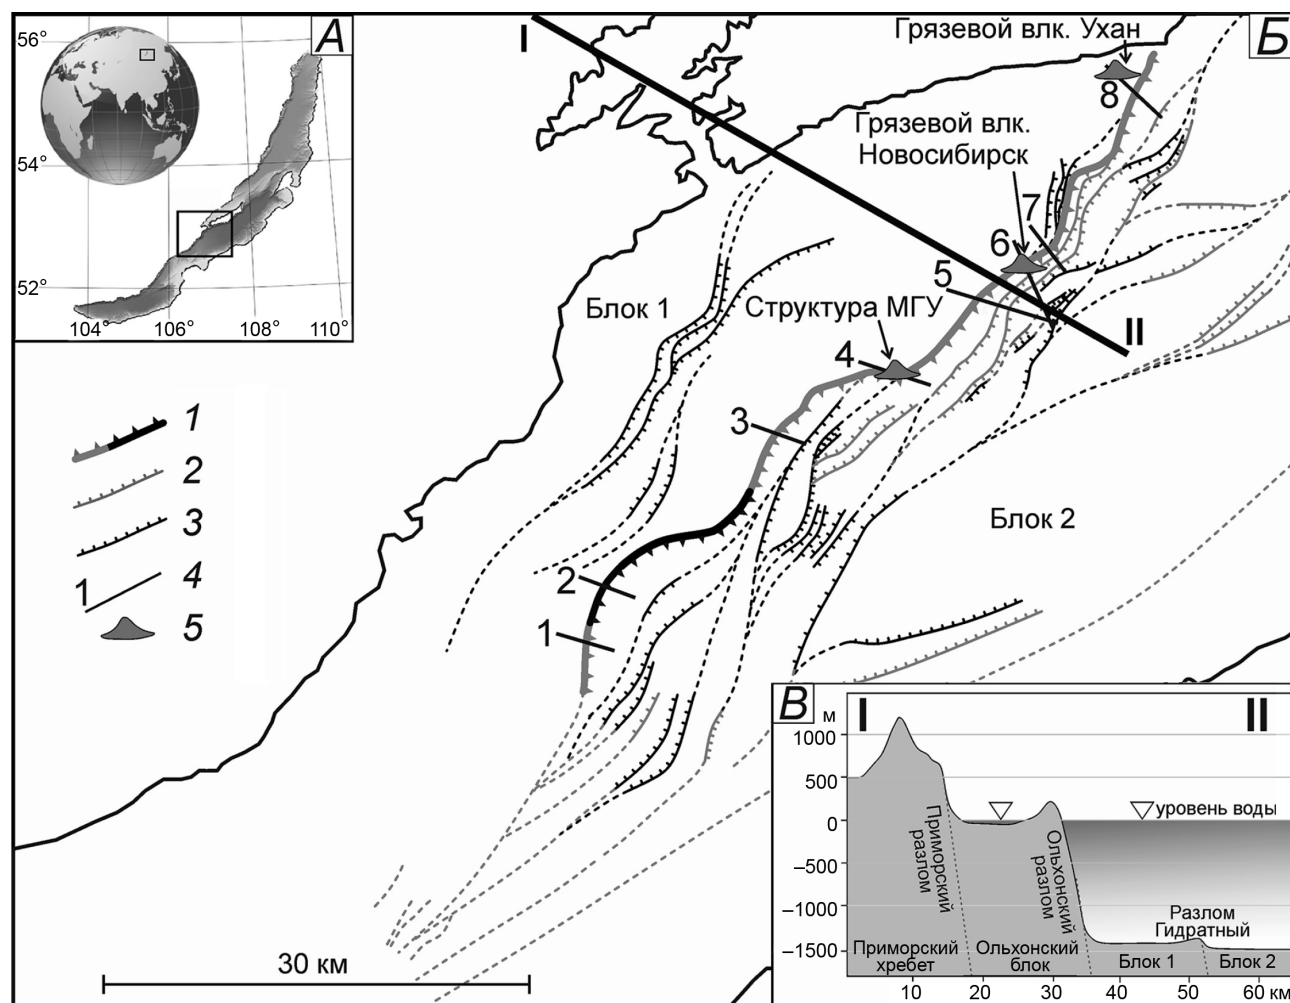 А
56°
54°
52°
104°
106°
108°
110°
Б
I
II
Грязевой влк. Ухан
8
Грязевой влк.
Новосибирск
7
6
5
Блок 1
Структура МГУ
4
3
Блок 2
2
1
1
2
3
1
4
5
30 км
В
I
II
м
1000
500
0
–500
–1000
–1500
уровень воды
Приморский
разлом
Ольхонский
разлом
Разлом
Гидратный
Приморский
хребет
Ольхонский
блок
Блок 1
Блок 2
10
20
30
40
50
60 км